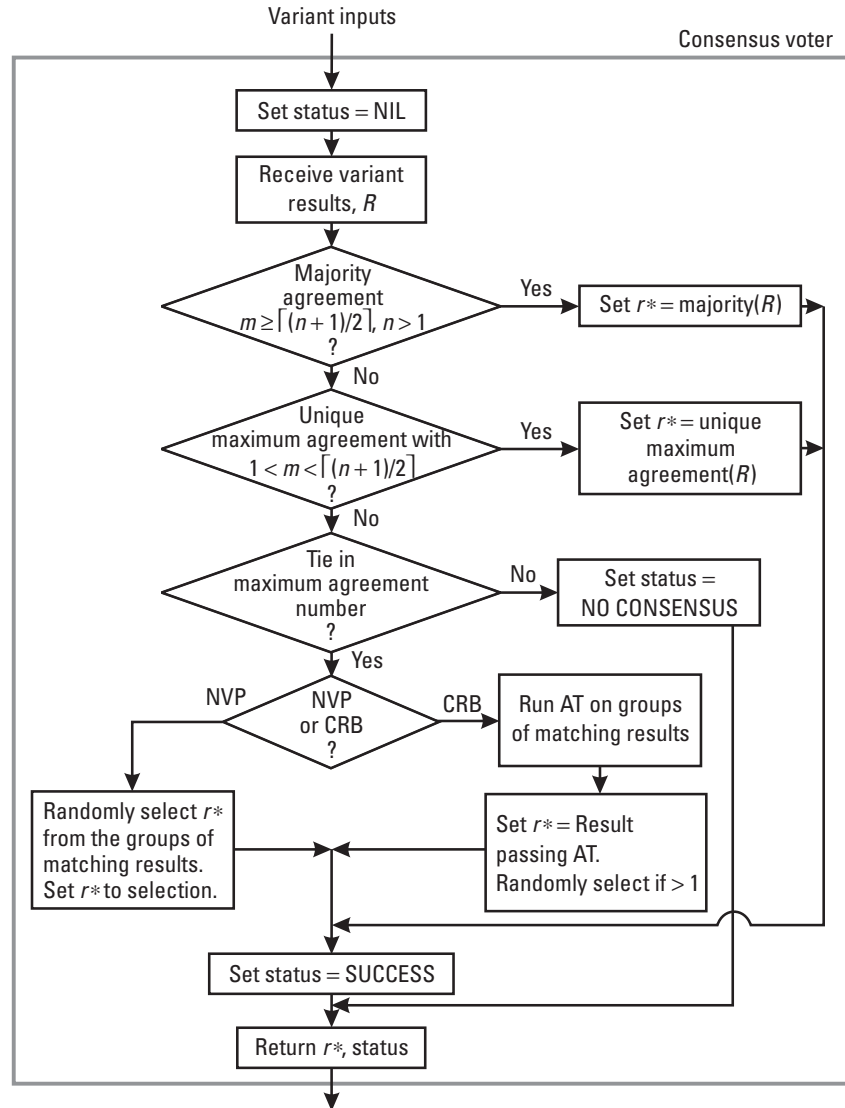 Variant inputs
Consensus voter
Set status = NIL
Receive variant
results, R
Majority
agreement
m ≥ ⌈(n + 1)/2⌉, n > 1
?
Yes
Set r* = majority(R)
No
Unique
maximum agreement with
1 < m < ⌈(n + 1)/2⌉
?
Yes
Set r* = unique
maximum
agreement(R)
No
Tie in
maximum agreement
number
?
No
Set status =
NO CONSENSUS
Yes
NVP
NVP
or CRB
?
CRB
Run AT on groups
of matching results
Randomly select r*
from the groups of
matching results.
Set r* to selection.
Set r* = Result
passing AT.
Randomly select if > 1
Set status = SUCCESS
Return r*, status